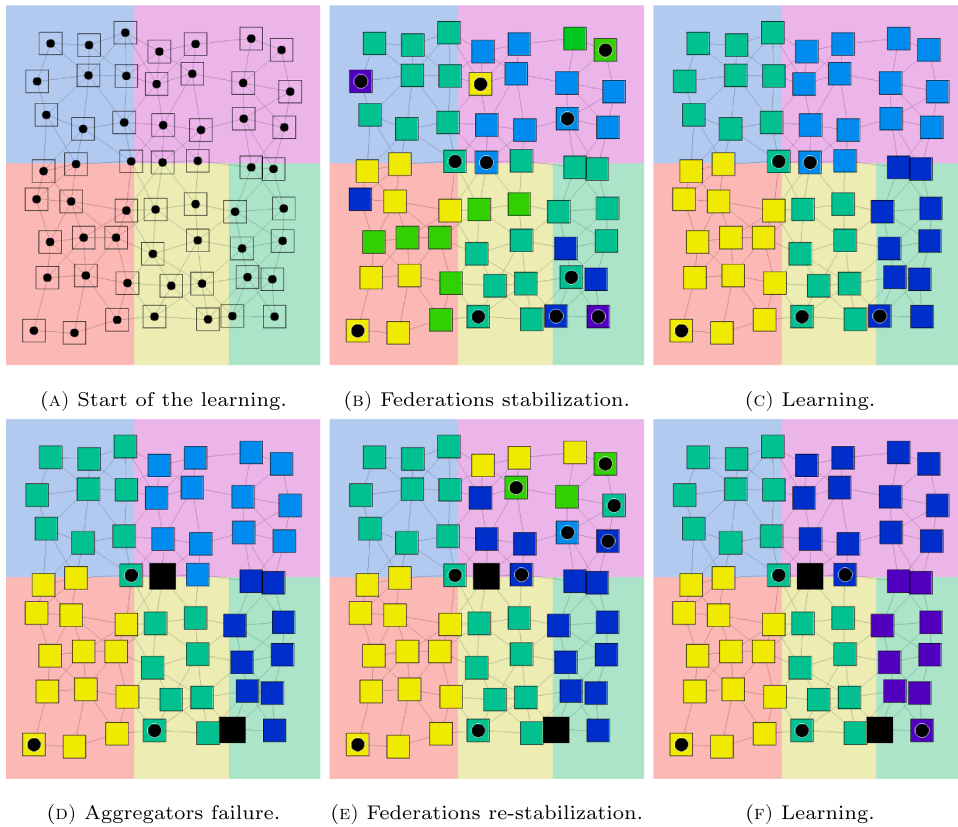 (A) Start of the learning.
(B) Federations stabilization.
(C) Learning.
(D) Aggregators failure.
(E) Federations re-stabilization.
(F) Learning.